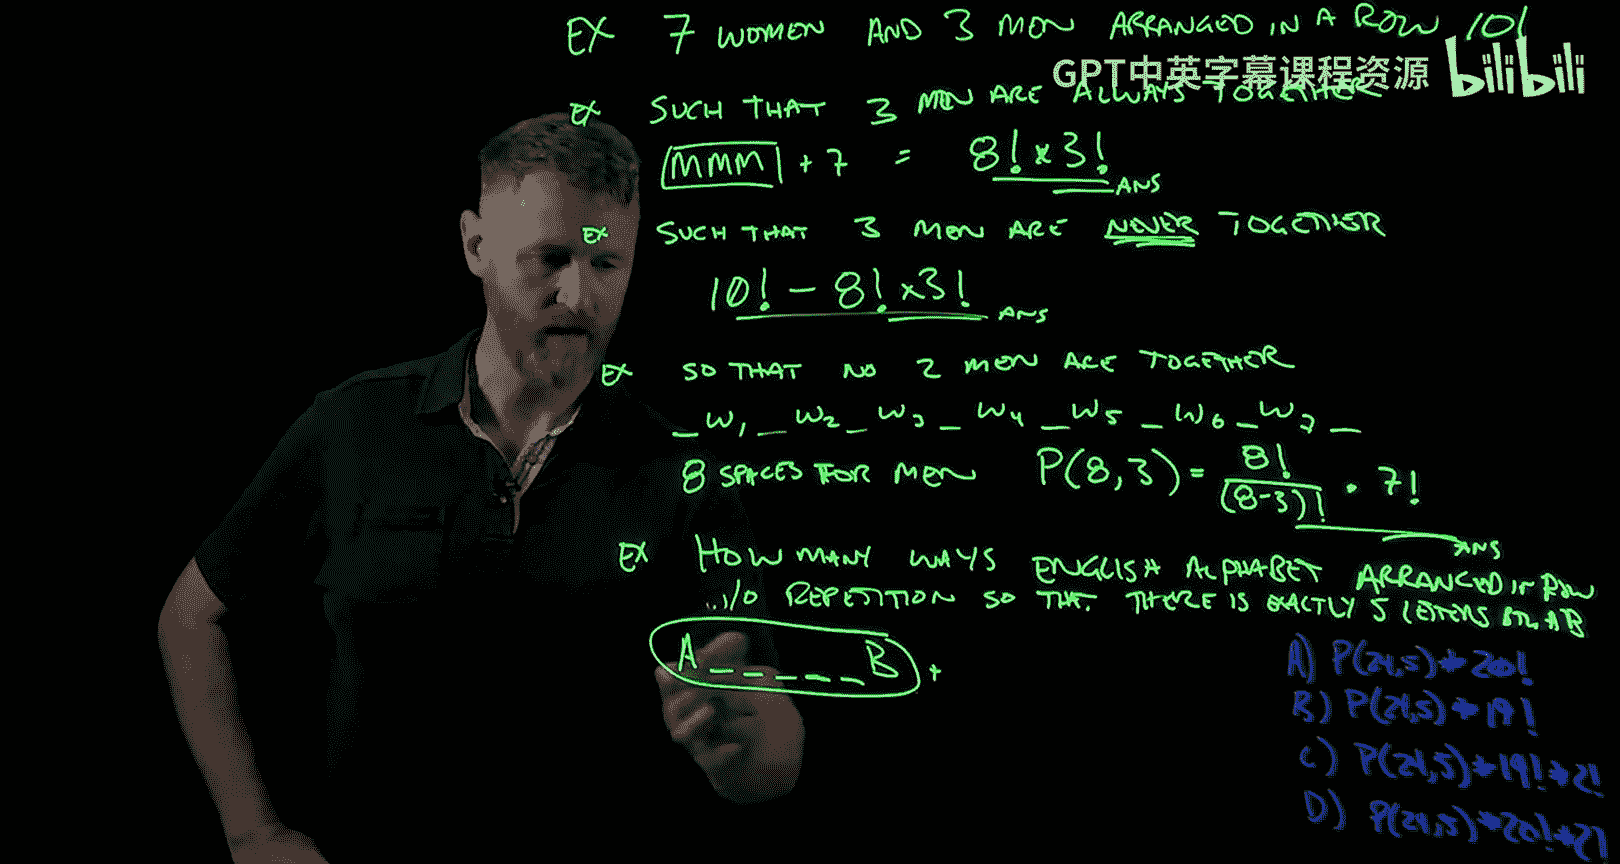 EX 7 WOMEN AND 3 MEN ARRANGED IN A ROW 10!
GPT中英字幕课程资源 bilibili
EX SUCH THAT 3 MEN ARE ALWAYS TOGETHER
MMM + 7 = 8! x 3! ANS
EX SUCH THAT 3 MEN ARE NEVER TOGETHER
10! - 8! x 3! ANS
EX SO THAT NO 2 MEN ARE TOGETHER
_ W1 _ W2 _ W3 _ W4 _ W5 _ W6 _ W7 _
8 SPACES FOR MEN P(8,3) = 8! / (8-3)! · 7!
ANS
EX HOW MANY WAYS ENGLISH ALPHABET ARRANGED IN ROW
W/O REPETITION SO THAT THERE IS EXACTLY 5 LETTERS BTW AB
A _ _ _ _ _ B +
A) P(24,5) * 20!
B) P(24,5) * 19!
C) P(24,5) * 19! * 2!
D) P(24,5) * 20! * 2!